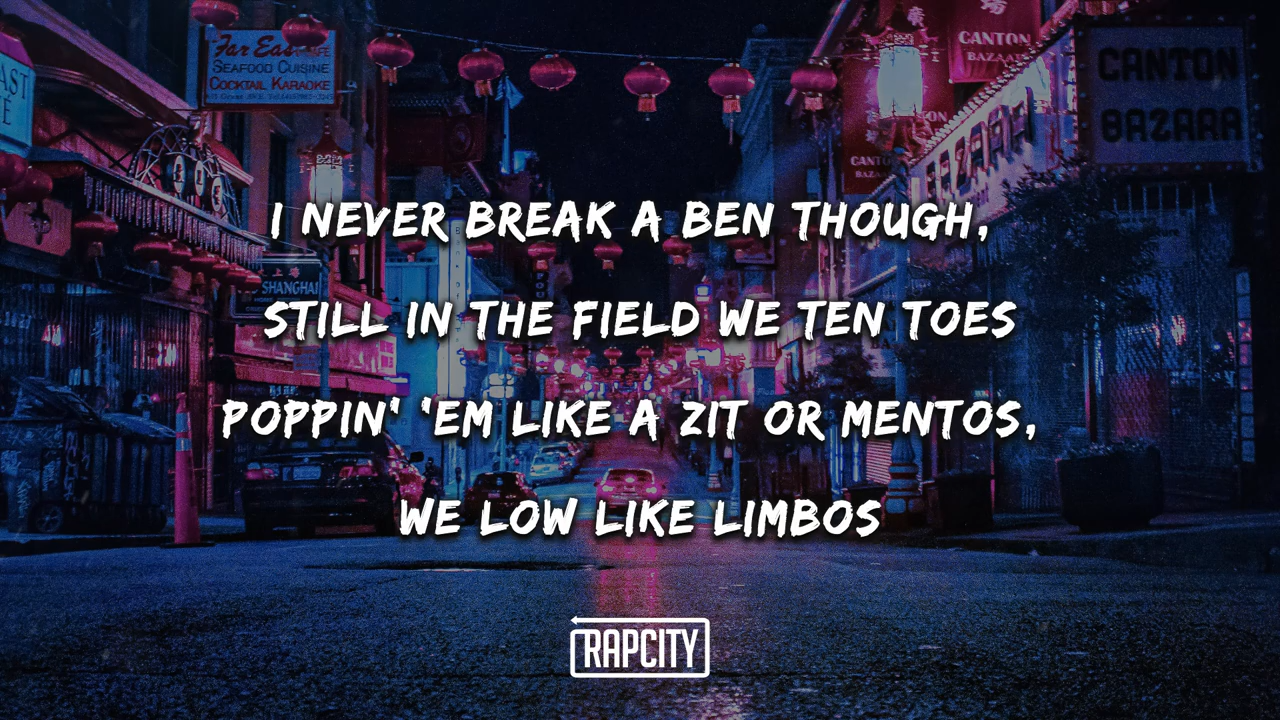 Far East CAFE
SEAFOOD CUISINE
COCKTAIL KARAOKE
CANTON
BAZAAR
CANTON
BAZAAR
SHANGHAI
I NEVER BREAK A BEN THOUGH,
STILL IN THE FIELD WE TEN TOES
POPPIN' 'EM LIKE A ZIT OR MENTOS,
WE LOW LIKE LIMBOS
RAPCITY